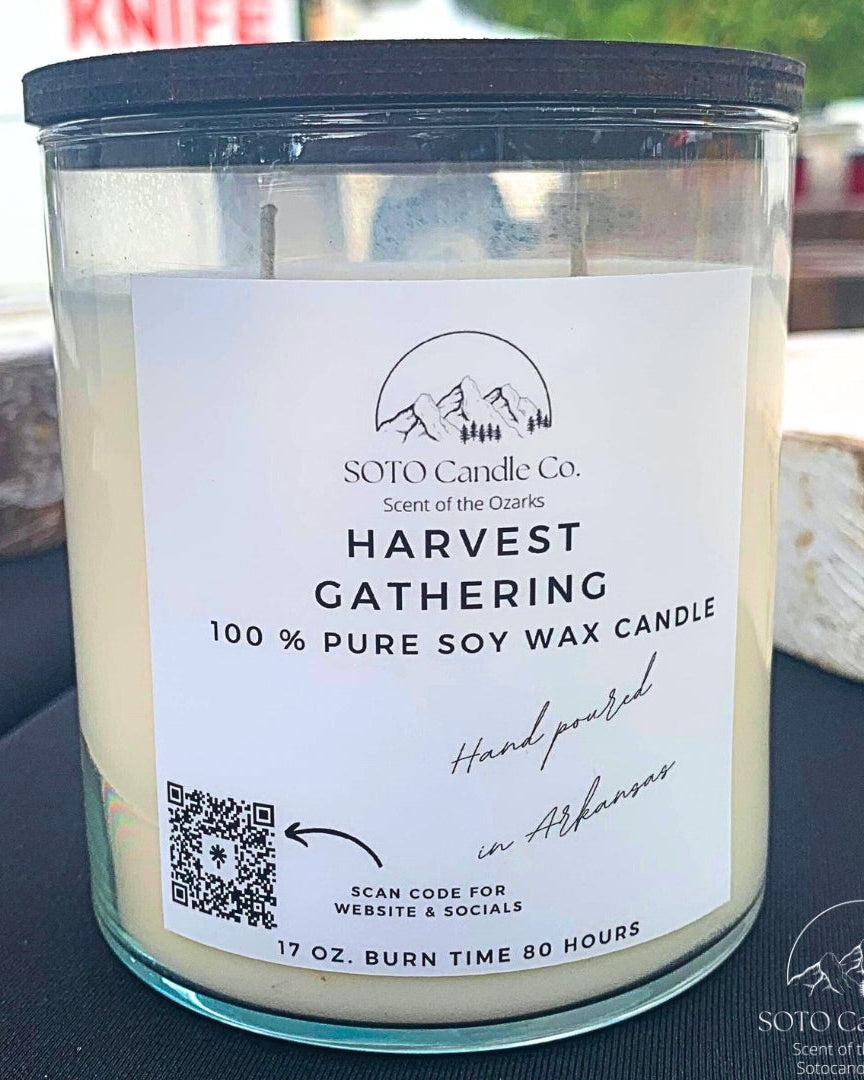 KNIFE
SOTO Candle Co.
Scent of the Ozarks
HARVEST
GATHERING
100 % PURE SOY WAX CANDLE
Hand poured
in Arkansas
SCAN CODE FOR
WEBSITE & SOCIALS
17 OZ. BURN TIME 80 HOURS
SOTO Ca
Scent of th
Sotocand